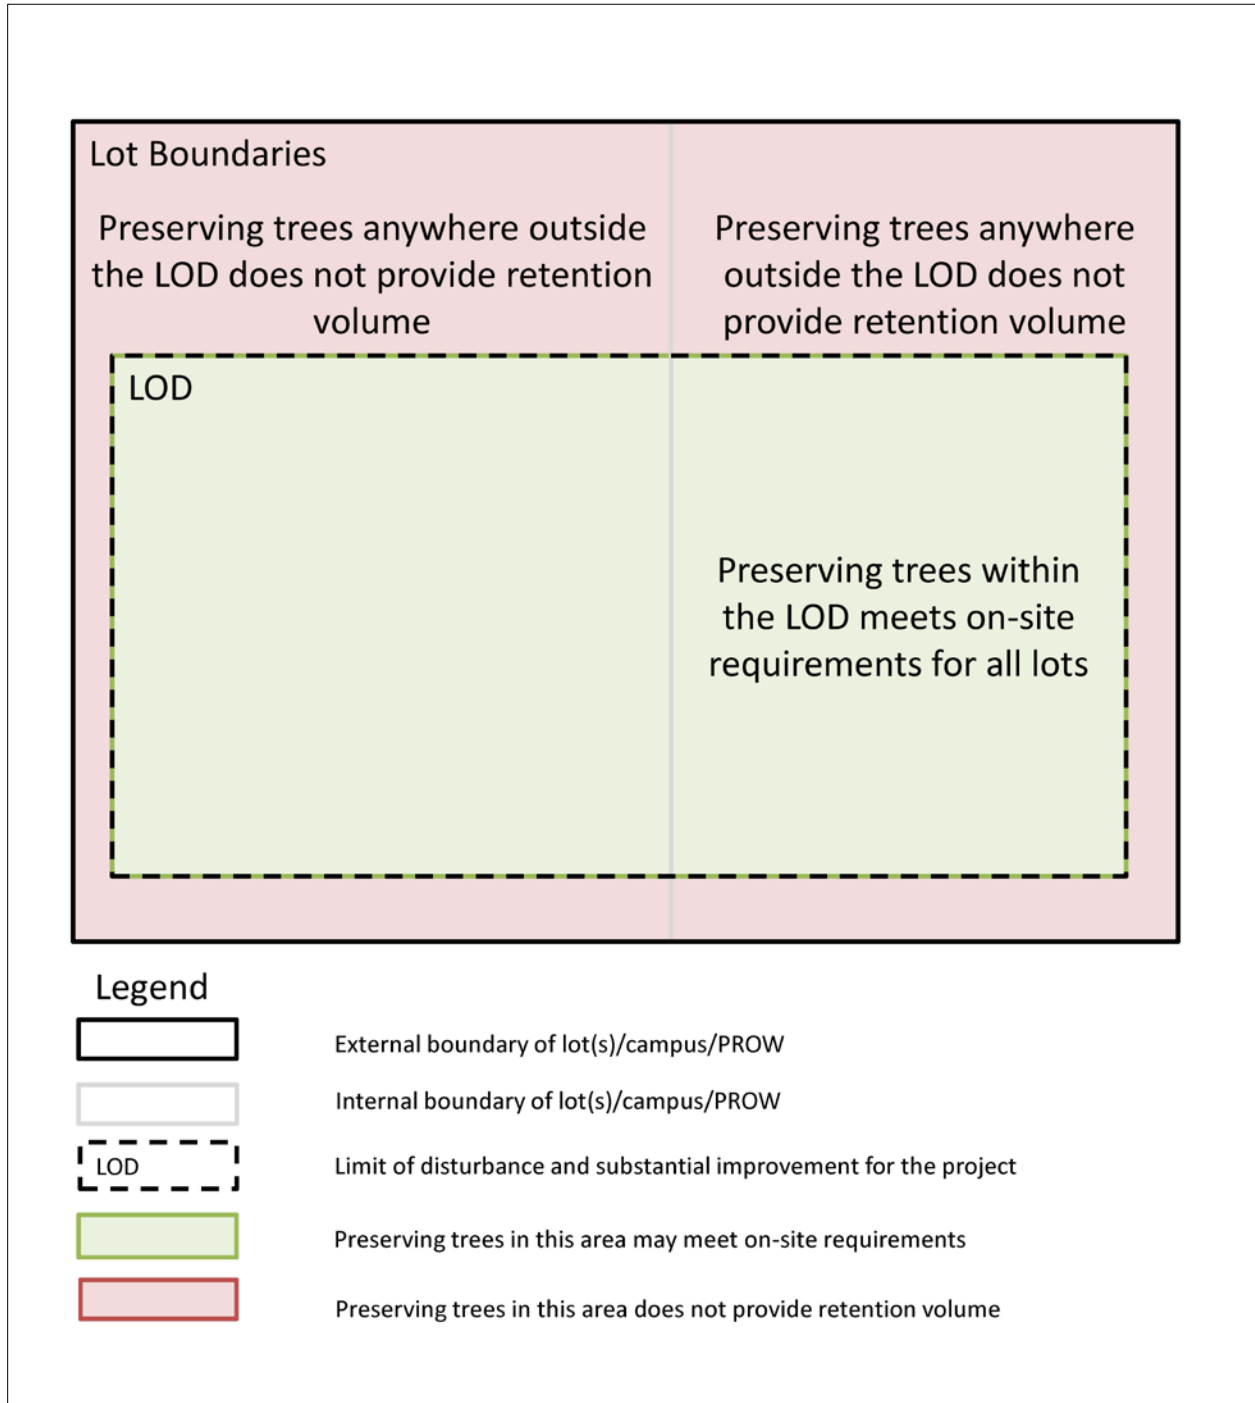 Lot Boundaries
Preserving trees anywhere outside
the LOD does not provide retention
volume
Preserving trees anywhere
outside the LOD does not
provide retention volume
LOD
Preserving trees within
the LOD meets on-site
requirements for all lots
Legend
External boundary of lot(s)/campus/PROW
Internal boundary of lot(s)/campus/PROW
LOD
Limit of disturbance and substantial improvement for the project
Preserving trees in this area may meet on-site requirements
Preserving trees in this area does not provide retention volume